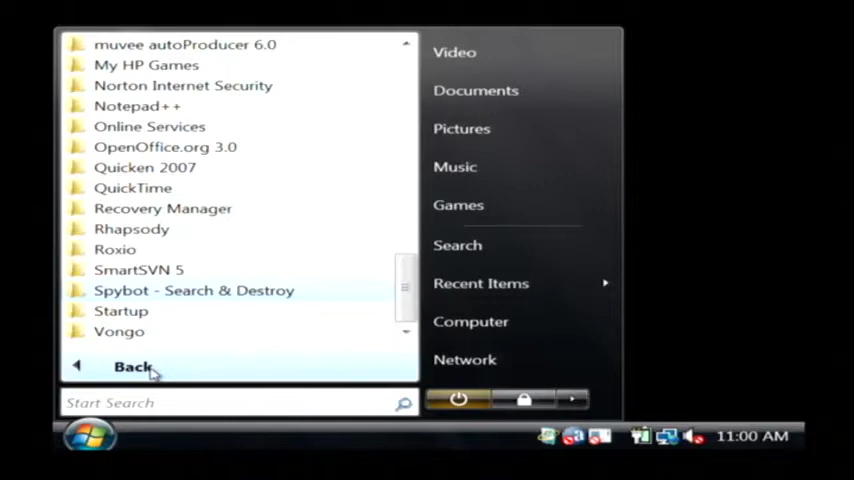 muvee autoProducer 6.0
My HP Games
Norton Internet Security
Notepad++
Online Services
OpenOffice.org 3.0
Quicken 2007
QuickTime
Recovery Manager
Rhapsody
Roxio
SmartSVN 5
Spybot - Search & Destroy
Startup
Vongo
Back
Start Search
Video
Documents
Pictures
Music
Games
Search
Recent Items
Computer
Network
11:00 AM